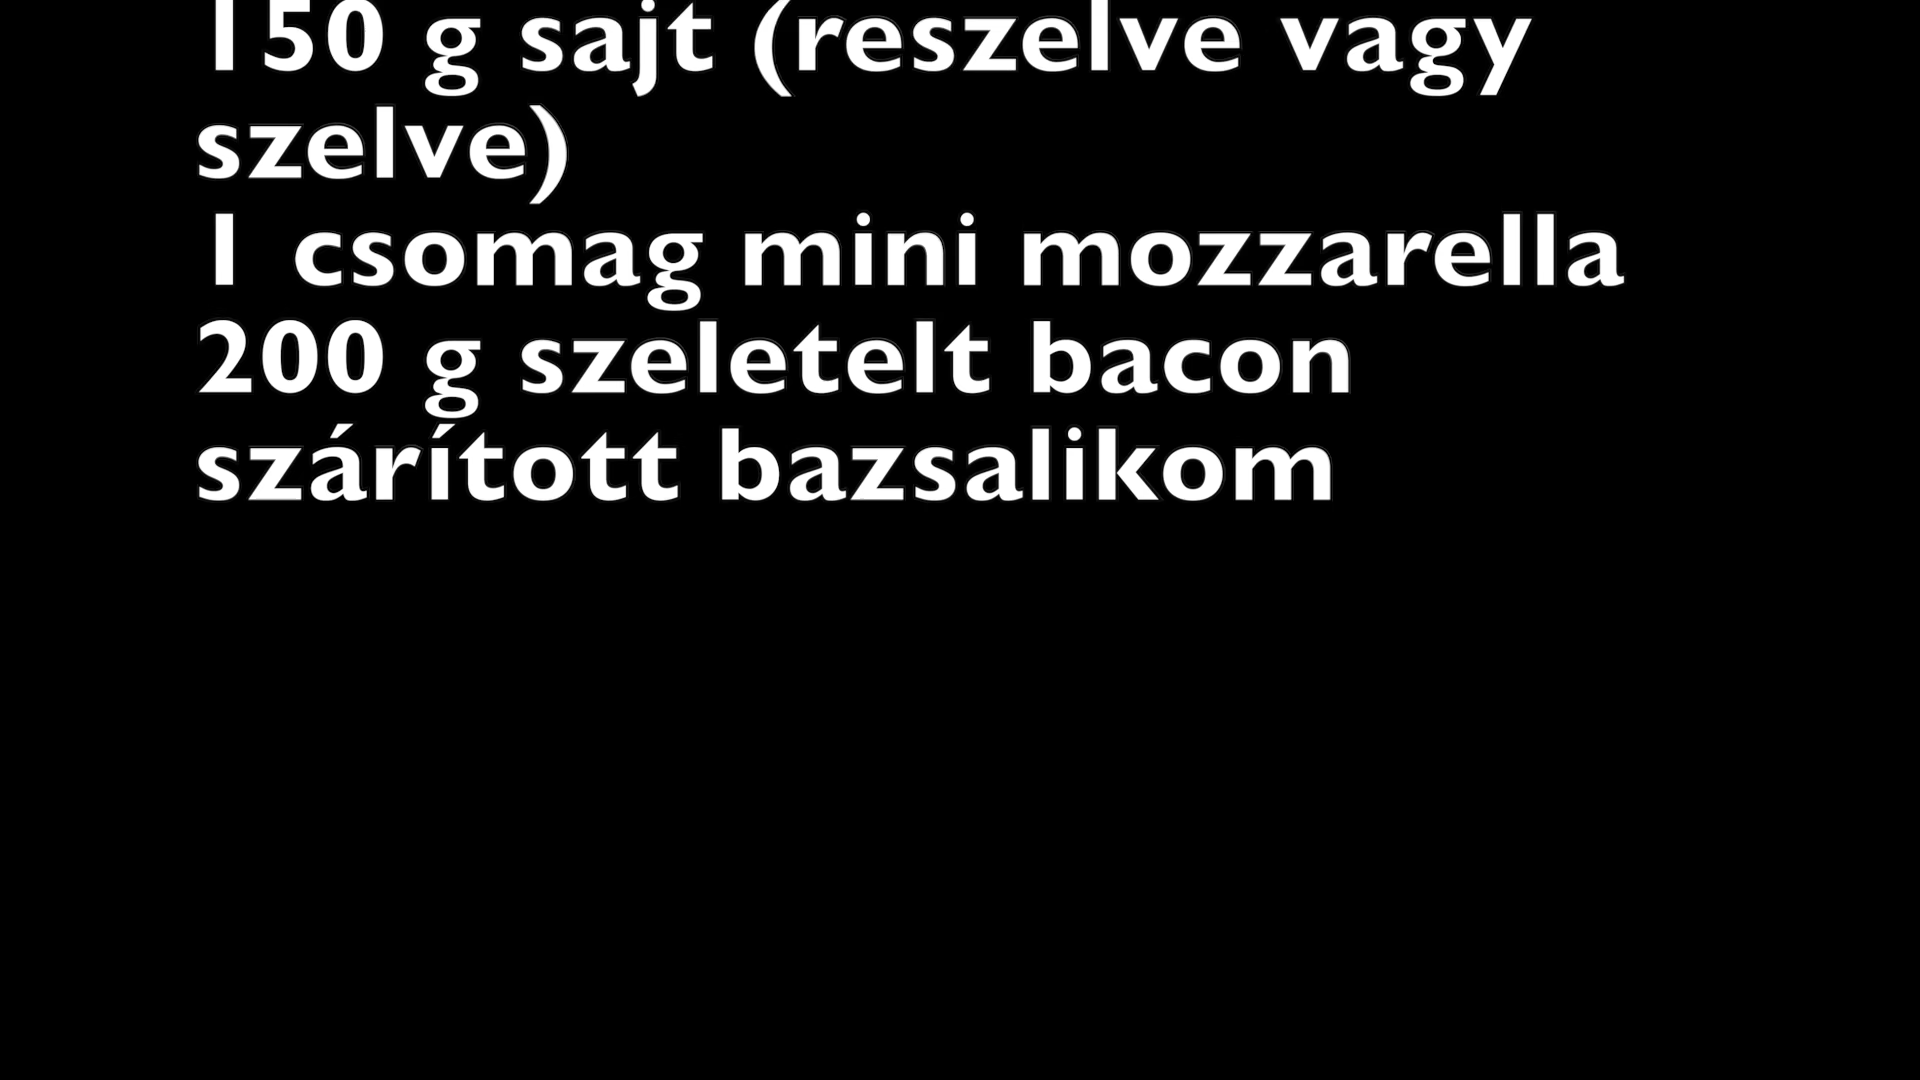 150 g sajt (reszelve vagy
szelve)
1 csomag mini mozzarella
200 g szeletelt bacon
szárított bazsalikom